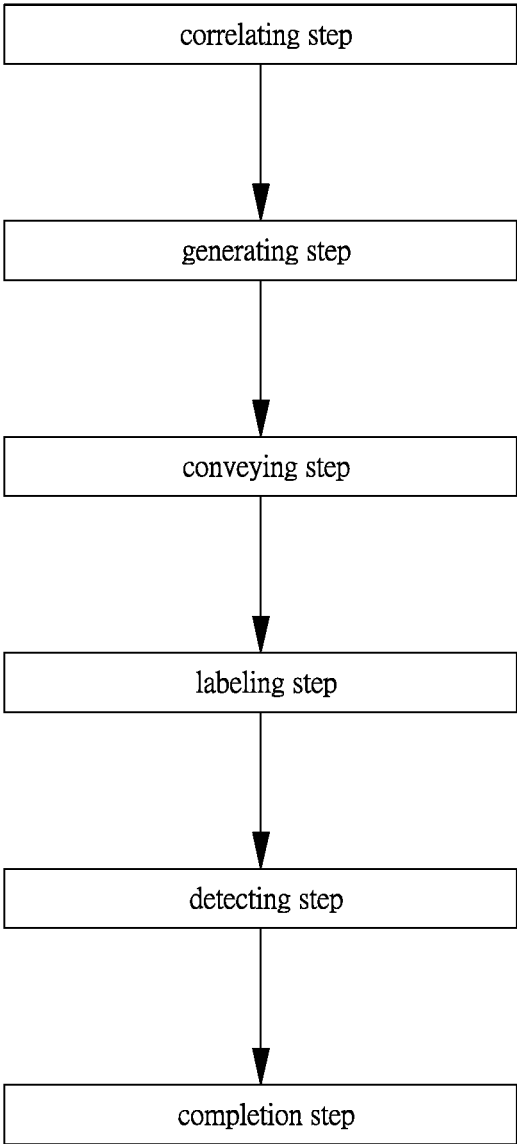 correlating step
generating step
conveying step
labeling step
detecting step
completion step